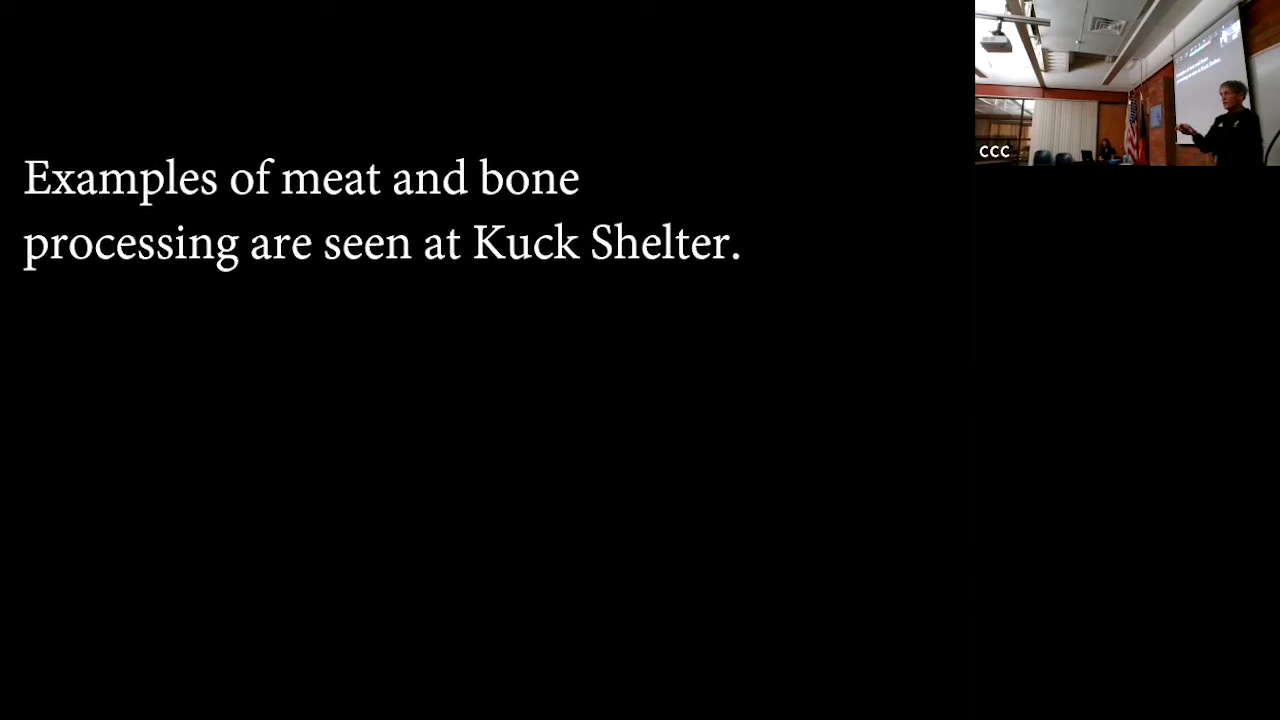 Examples of meat and bone
processing are seen at Kuck Shelter.
CCC